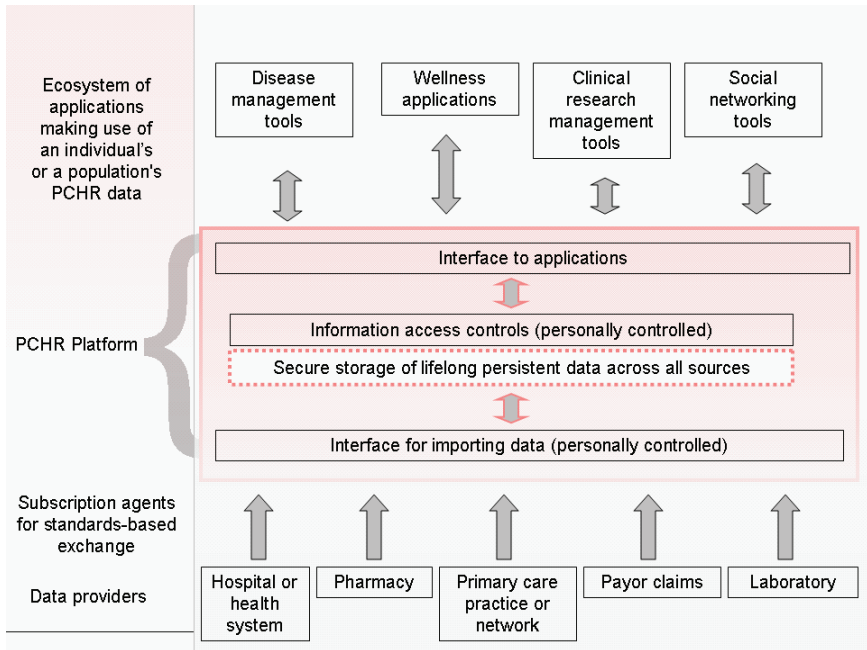 Ecosystem of
applications
making use of
an individual's
or a population's
PCHR data
Disease
management
tools
Wellness
applications
Clinical
research
management
tools
Social
networking
tools
PCHR Platform
Interface to applications
Information access controls (personally controlled)
Secure storage of lifelong persistent data across all sources
Interface for importing data (personally controlled)
Subscription agents
for standards-based
exchange
Data providers
Hospital or
health
system
Pharmacy
Primary care
practice or
network
Payor claims
Laboratory